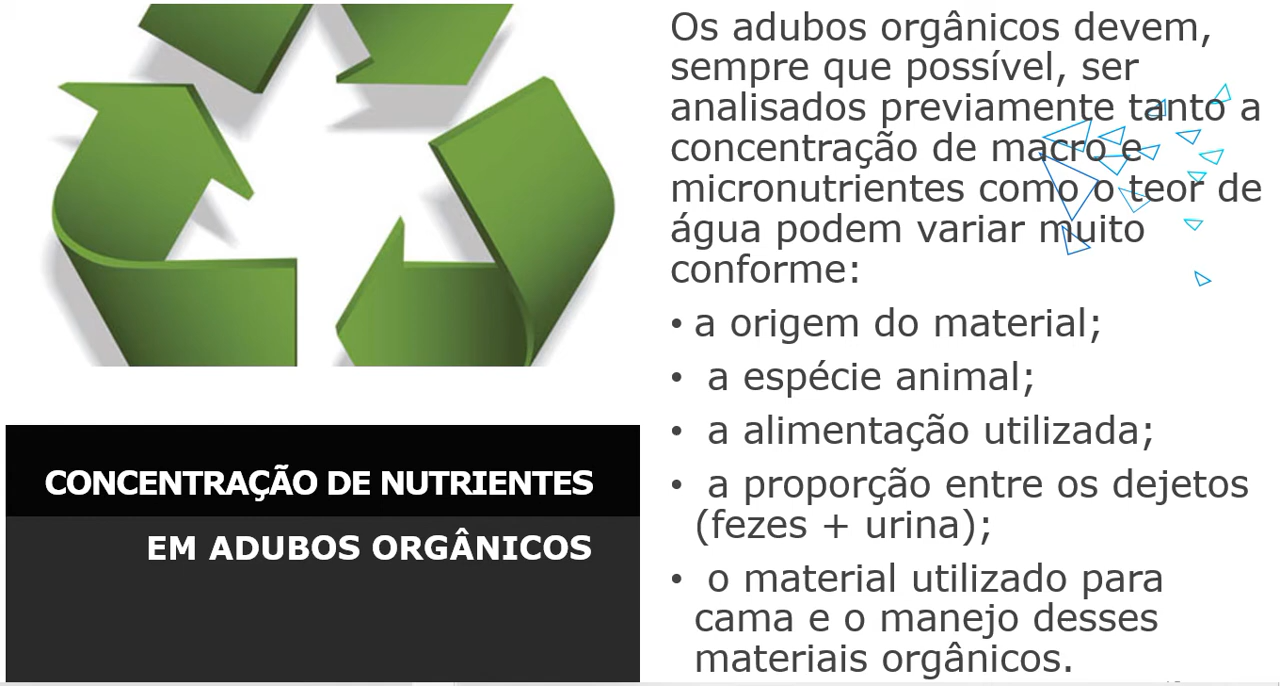 CONCENTRAÇÃO DE NUTRIENTES
EM ADUBOS ORGÂNICOS
Os adubos orgânicos devem,
sempre que possível, ser
analisados previamente tanto a
concentração de macro e
micronutrientes como o teor de
água podem variar muito
conforme:
• a origem do material;
• a espécie animal;
• a alimentação utilizada;
• a proporção entre os dejetos
(fezes + urina);
• o material utilizado para
cama e o manejo desses
materiais orgânicos.